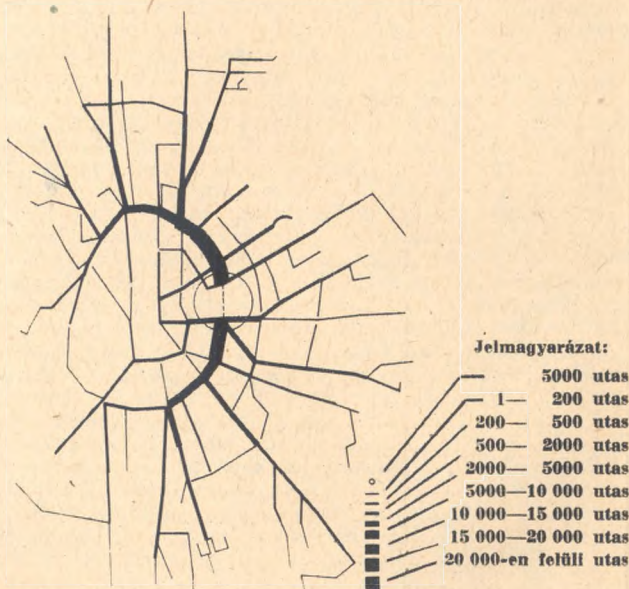 Jelmagyarázat:
— 5000 utas
1— 200 utas
200— 500 utas
500— 2000 utas
2000— 5000 utas
5000—10 000 utas
10 000—15 000 utas
15 000—20 000 utas
20 000-en felüli utas